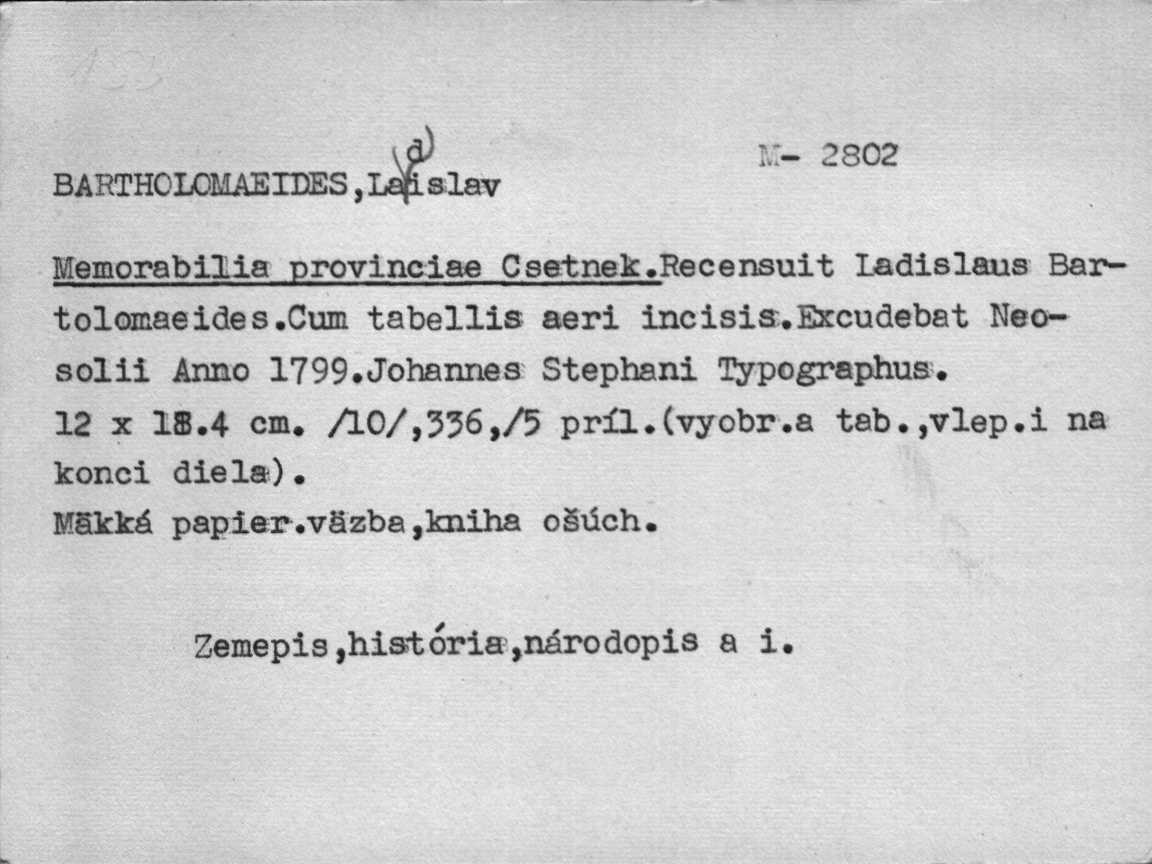 M- 2802
BARTHOLOMAEIDES,Ladislav
Memorabilia provinciae Csetnek.Recensuit Ladislaus Bar-
tolomaeides.Cum tabellis aeri incisis.Excudebat Neo-
solii Anno 1799.Johannes Stephani Typographus.
12 x 18.4 cm. /10/,336,/5 príl.(vyobr.a tab.,vlep.i na
konci diela).
Mäkká papier.väzba,kniha ošúch.
Zemepis,história,národopis a i.